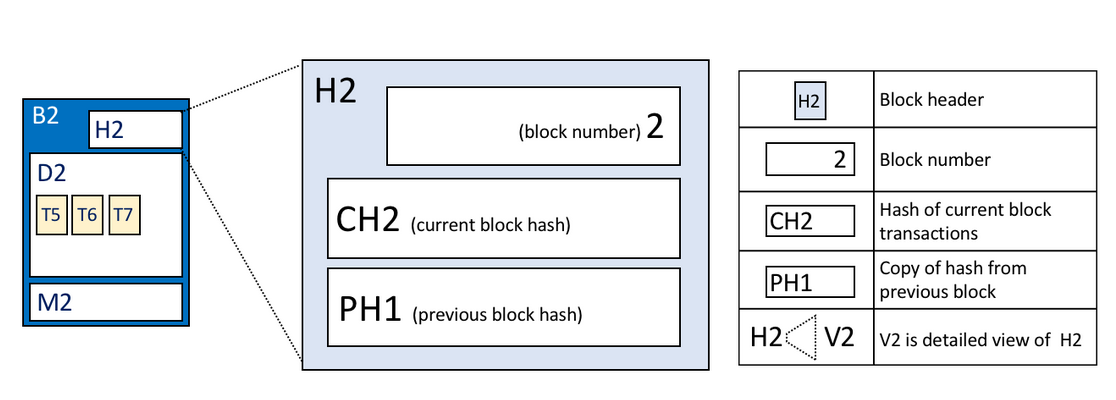 B2
H2
D2
T5 T6 T7
M2
H2
(block number) 2
CH2 (current block hash)
PH1 (previous block hash)
H2 Block header
2 Block number
CH2 Hash of current block
transactions
PH1 Copy of hash from
previous block
H2 V2 V2 is detailed view of H2